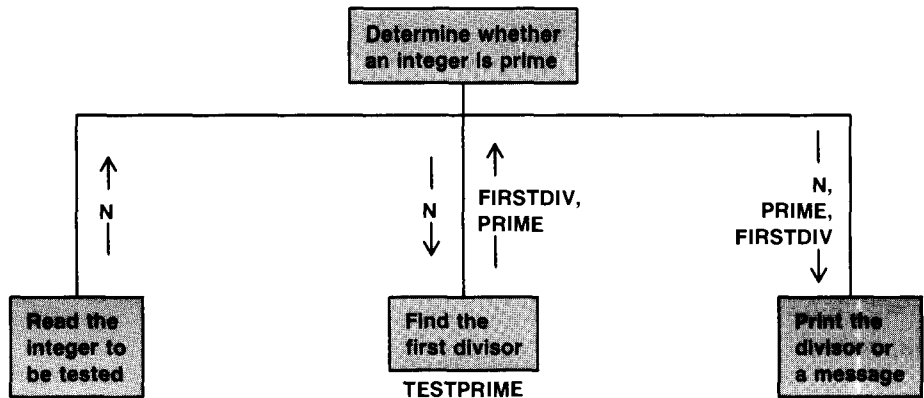 Determine whether
an integer is prime
N
N
FIRSTDIV,
PRIME
N,
PRIME,
FIRSTDIV
Read the
integer to
be tested
Find the
first divisor
TESTPRIME
Print the
divisor or
a message